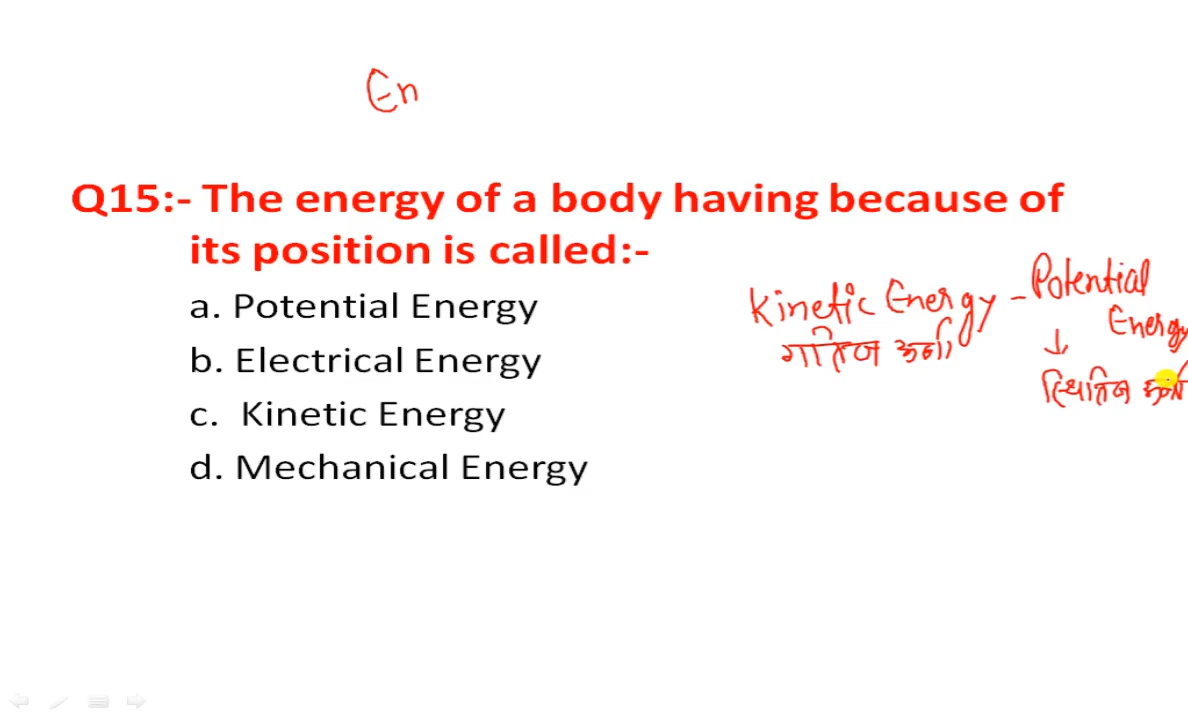 En
Q15:- The energy of a body having because of
its position is called:-
a. Potential Energy
b. Electrical Energy
c. Kinetic Energy
d. Mechanical Energy
Kinetic Energy - Potential
Energy
गतिज ऊर्जा
↓
स्थितिज ऊर्जा